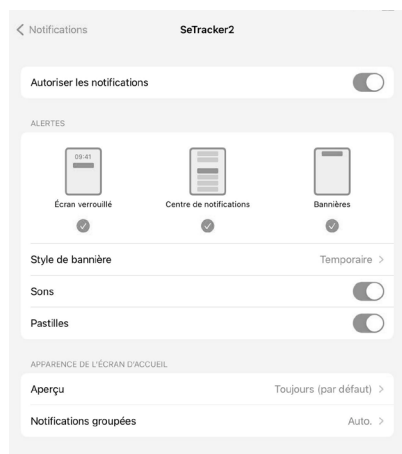 Notifications
SeTracker2
Autoriser les notifications
ALERTES
09:41
Écran verrouillé
Centre de notifications
Bannières
Style de bannière
Temporaire
Sons
Pastilles
APPARENCE DE L'ÉCRAN D'ACCUEIL
Aperçu
Toujours (par défaut)
Notifications groupées
Auto.